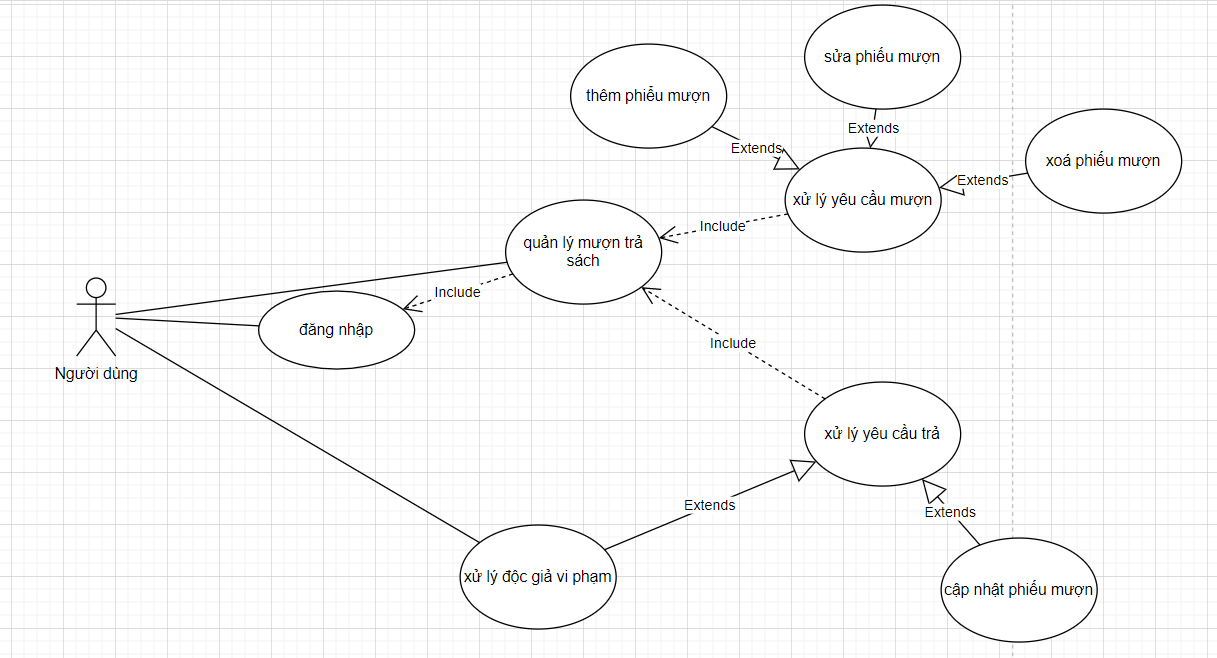 sửa phiếu mượn
thêm phiểu mượn
Extends
Extends
xoá phiếu mượn
Extends
xử lý yêu cầu mượn
Include
quản lý mượn trả
sách
Include
đăng nhập
Include
Người dùng
xử lý yêu cầu trả
Extends
Extends
xử lý độc giả vi phạm
cập nhật phiếu mượn